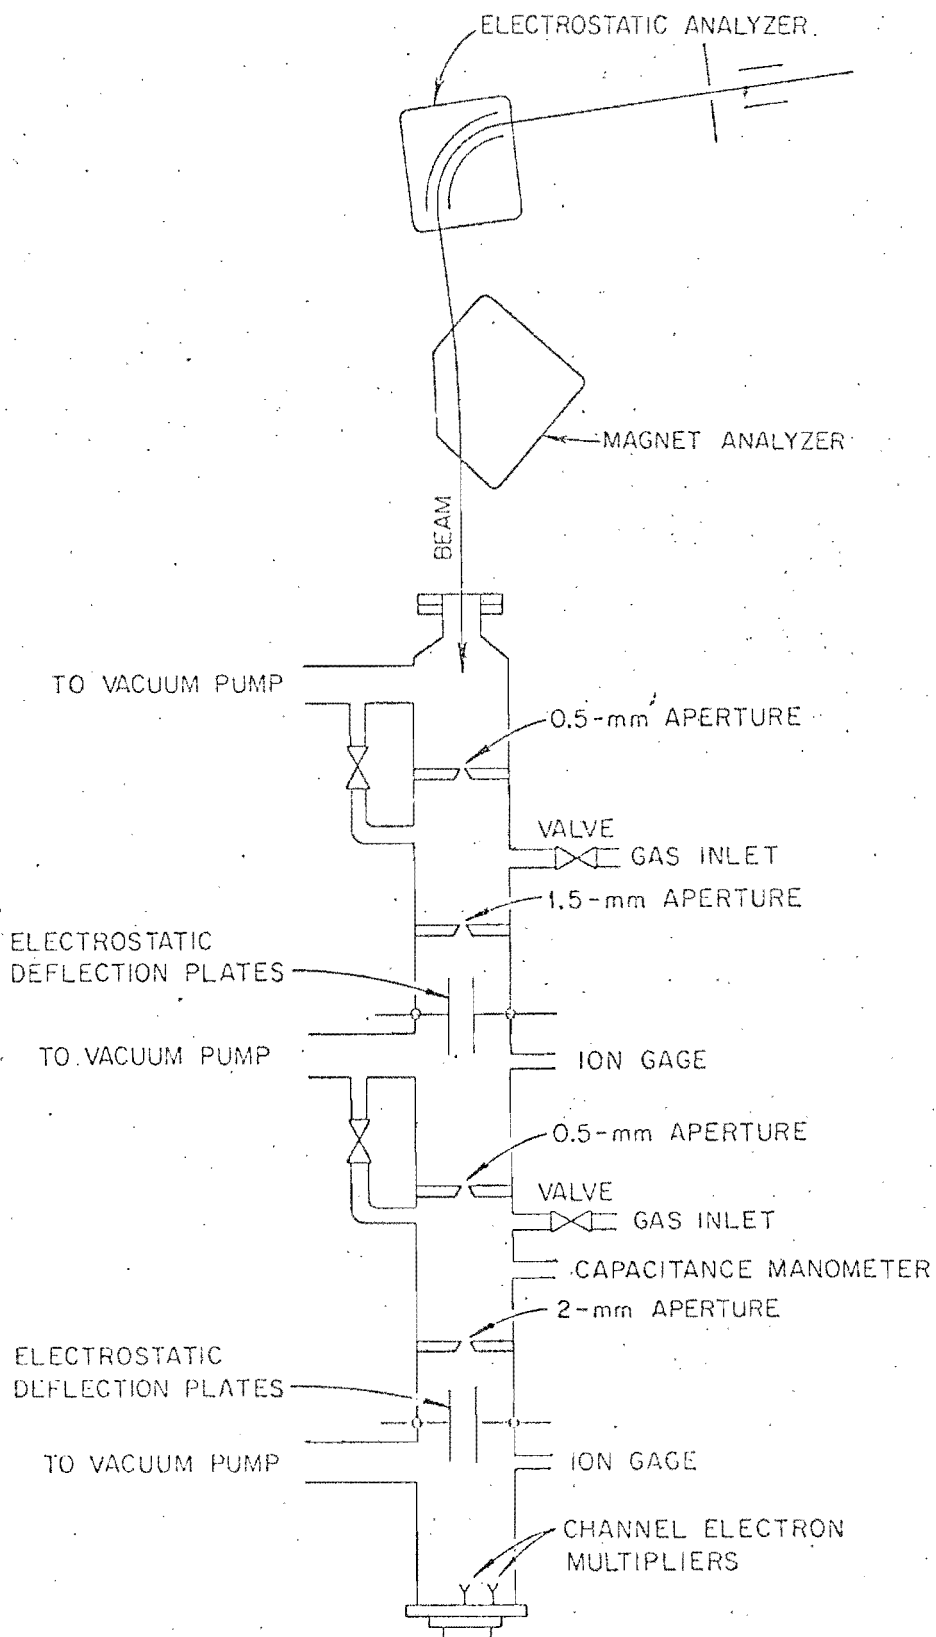 ELECTROSTATIC ANALYZER
MAGNET ANALYZER
BEAM
TO VACUUM PUMP
0.5-mm APERTURE
VALVE
GAS INLET
1.5-mm APERTURE
ELECTROSTATIC
DEFLECTION PLATES
TO VACUUM PUMP
ION GAGE
0.5-mm APERTURE
VALVE
GAS INLET
CAPACITANCE MANOMETER
2-mm APERTURE
ELECTROSTATIC
DEFLECTION PLATES
TO VACUUM PUMP
ION GAGE
CHANNEL ELECTRON
MULTIPLIERS